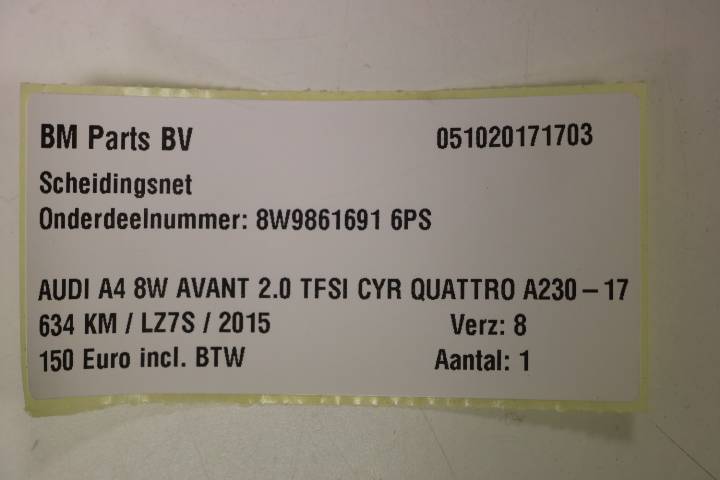 BM Parts BV 051020171703
Scheidingsnet
Onderdeelnummer: 8W9861691 6PS
AUDI A4 8W AVANT 2.0 TFSI CYR QUATTRO A230-17
634 KM / LZ7S / 2015 Verz: 8
150 Euro incl. BTW Aantal: 1